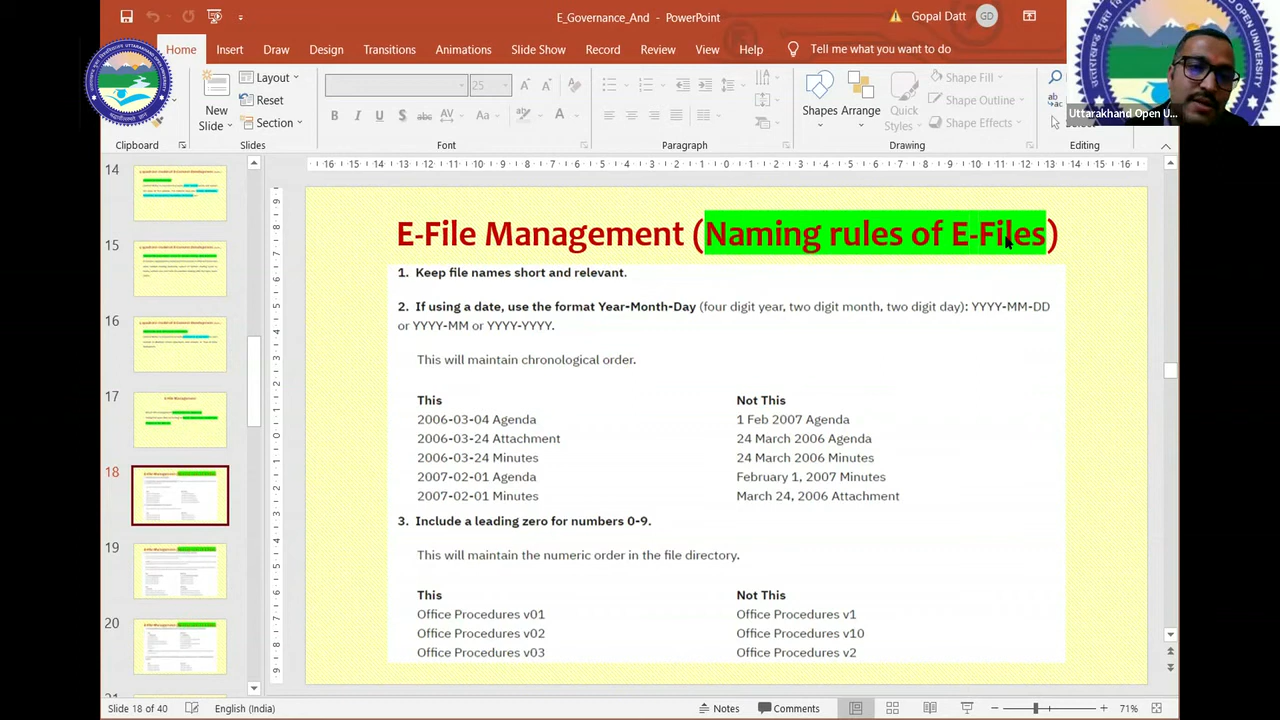 E_Governance_And - PowerPoint
Gopal Datt
GD
Home Insert Draw Design Transitions Animations Slide Show Record Review View Help Tell me what you want to do
New
Slide
Layout
Reset
Section
25
Shapes
Arrange
Quick
Styles
Shape Fill
Shape Outline
Shape Effects
Clipboard Slides Font Paragraph Drawing Editing
Uttarakhand Open U...
14
15
16
17
18
19
20
E-File Management (Naming rules of E-Files)
1. Keep file names short and relevant.
2. If using a date, use the format Year-Month-Day (four digit year, two digit month, two digit day): YYYY-MM-DD
or YYYY-MM or YYYY-YYYY.
This will maintain chronological order.
This Not This
2006-03-04 Agenda 1 Feb 2007 Agenda
2006-03-24 Attachment 24 March 2006 Agenda
2006-03-24 Minutes 24 March 2006 Minutes
2007-02-01 Agenda February 1, 2007 Minutes
2007-02-01 Minutes March 24, 2006 Attachment
3. Include a leading zero for numbers 0-9.
This will maintain the numeric order in the file directory.
This Not This
Office Procedures v01 Office Procedures v1
Office Procedures v02 Office Procedures v10
Office Procedures v03 Office Procedures v2
Slide 18 of 40 English (India) Notes Comments 71%